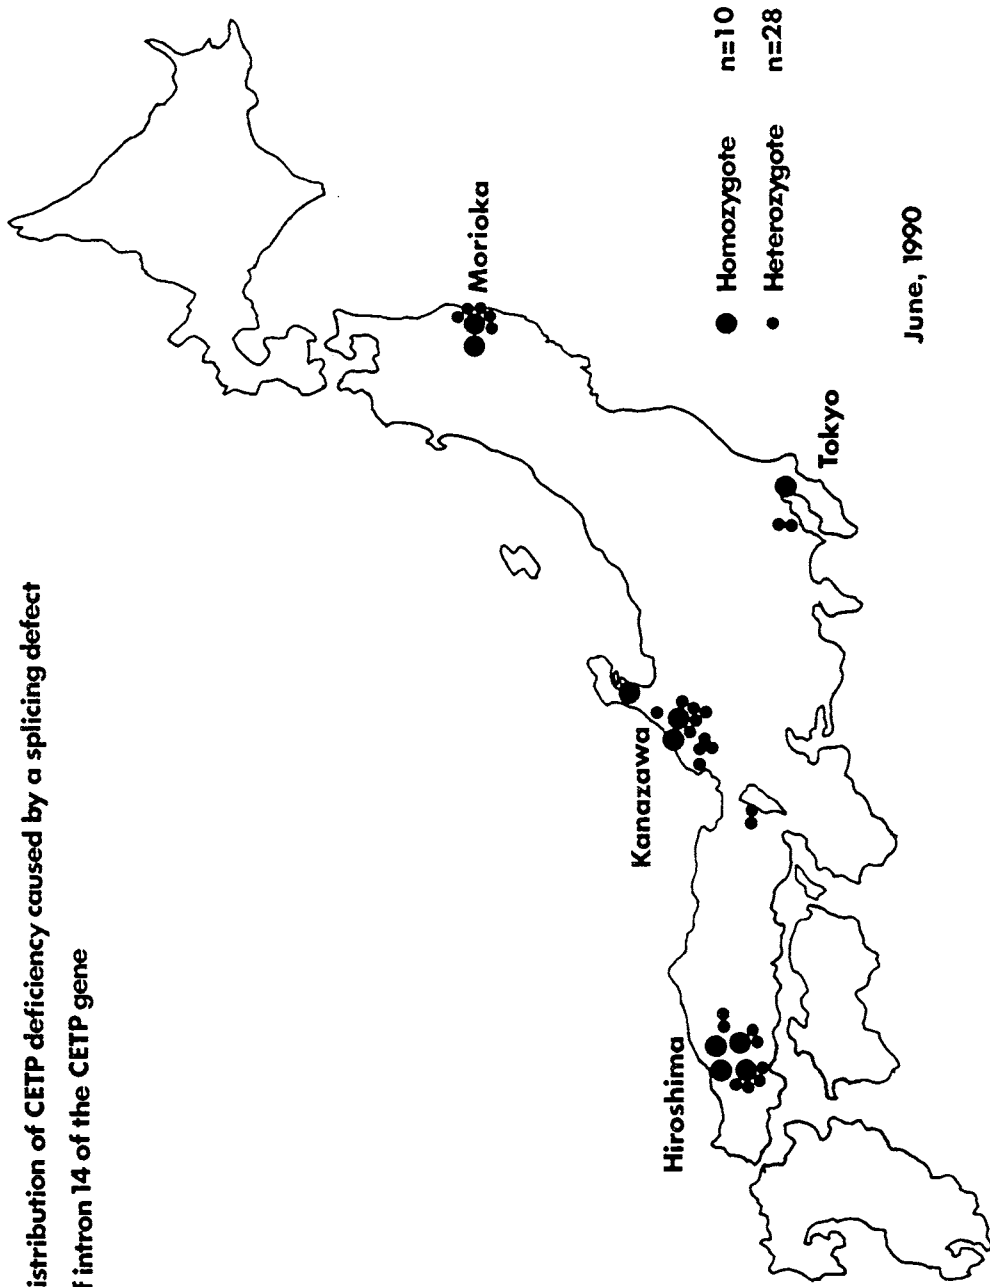 istribution of CETP deficiency caused by a splicing defect
f intron 14 of the CETP gene
Morioka
Kanazawa
Tokyo
Hiroshima
Homozygote n=10
Heterozygote n=28
June, 1990